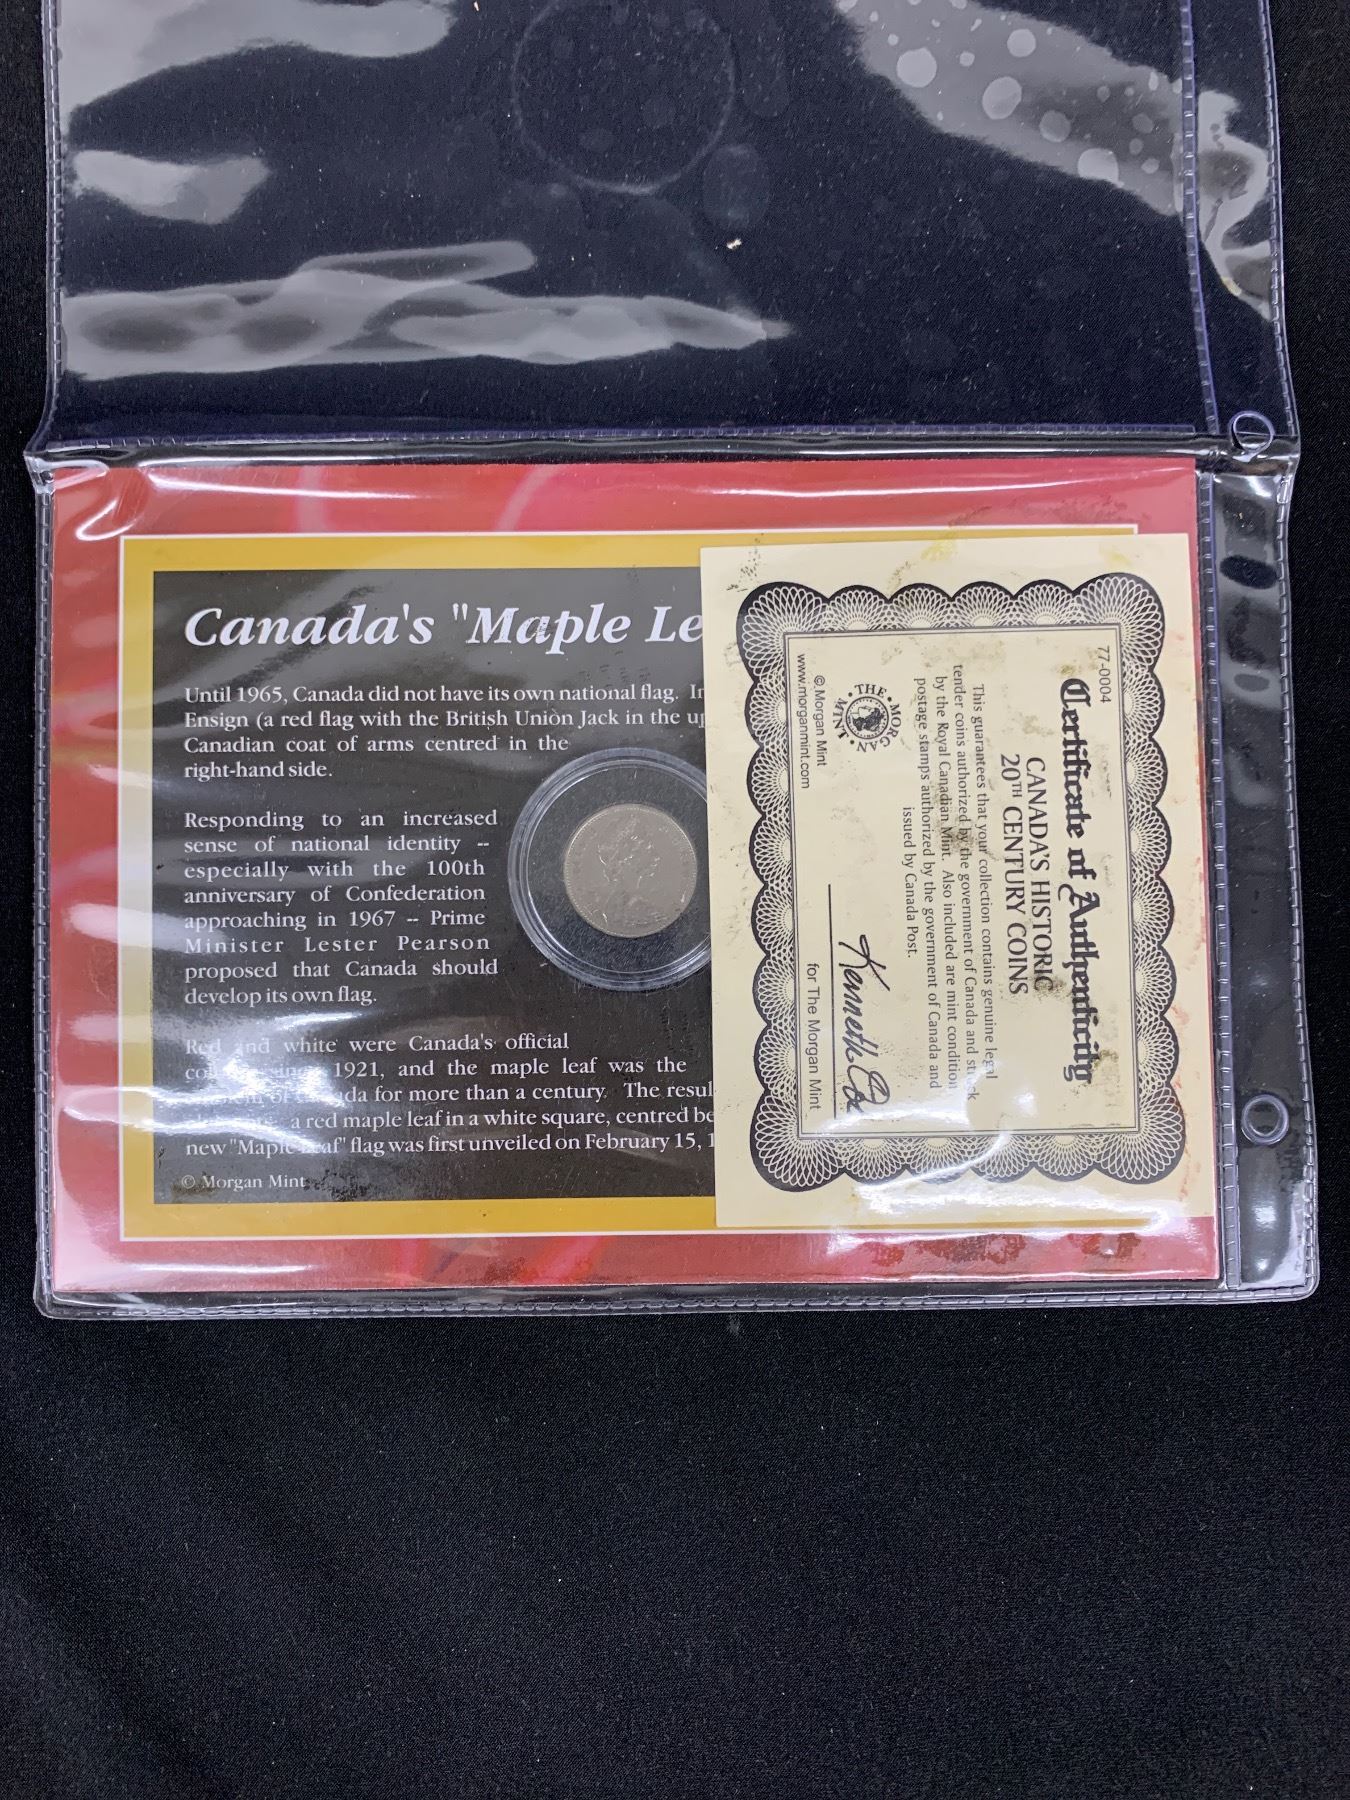 Canada's "Maple Le
Until 1965, Canada did not have its own national flag. In
Ensign (a red flag with the British Union Jack in the up
Canadian coat of arms centred in the
right-hand side.
Responding to an increased
sense of national identity --
especially with the 100th
anniversary of Confederation
approaching in 1967 -- Prime
Minister Lester Pearson
proposed that Canada should
develop its own flag.
Red and white were Canada's official
1921, and the maple leaf was the
for more than a century. The resul
a red maple leaf in a white square, centred be
new "Maple Leaf" flag was first unveiled on February 15, 1
© Morgan Mint
77-0004
Certificate of Authenticity
CANADA'S HISTORIC
20TH CENTURY COINS
This guarantees that your collection contains genuine legal
tender coins authorized by the government of Canada and struck
by the Royal Canadian Mint. Also included are mint condition
postage stamps authorized by the government of Canada and
issued by Canada Post.
THE MORGAN MINT
Kenneth
for The Morgan Mint
© Morgan Mint
www.morganmint.com